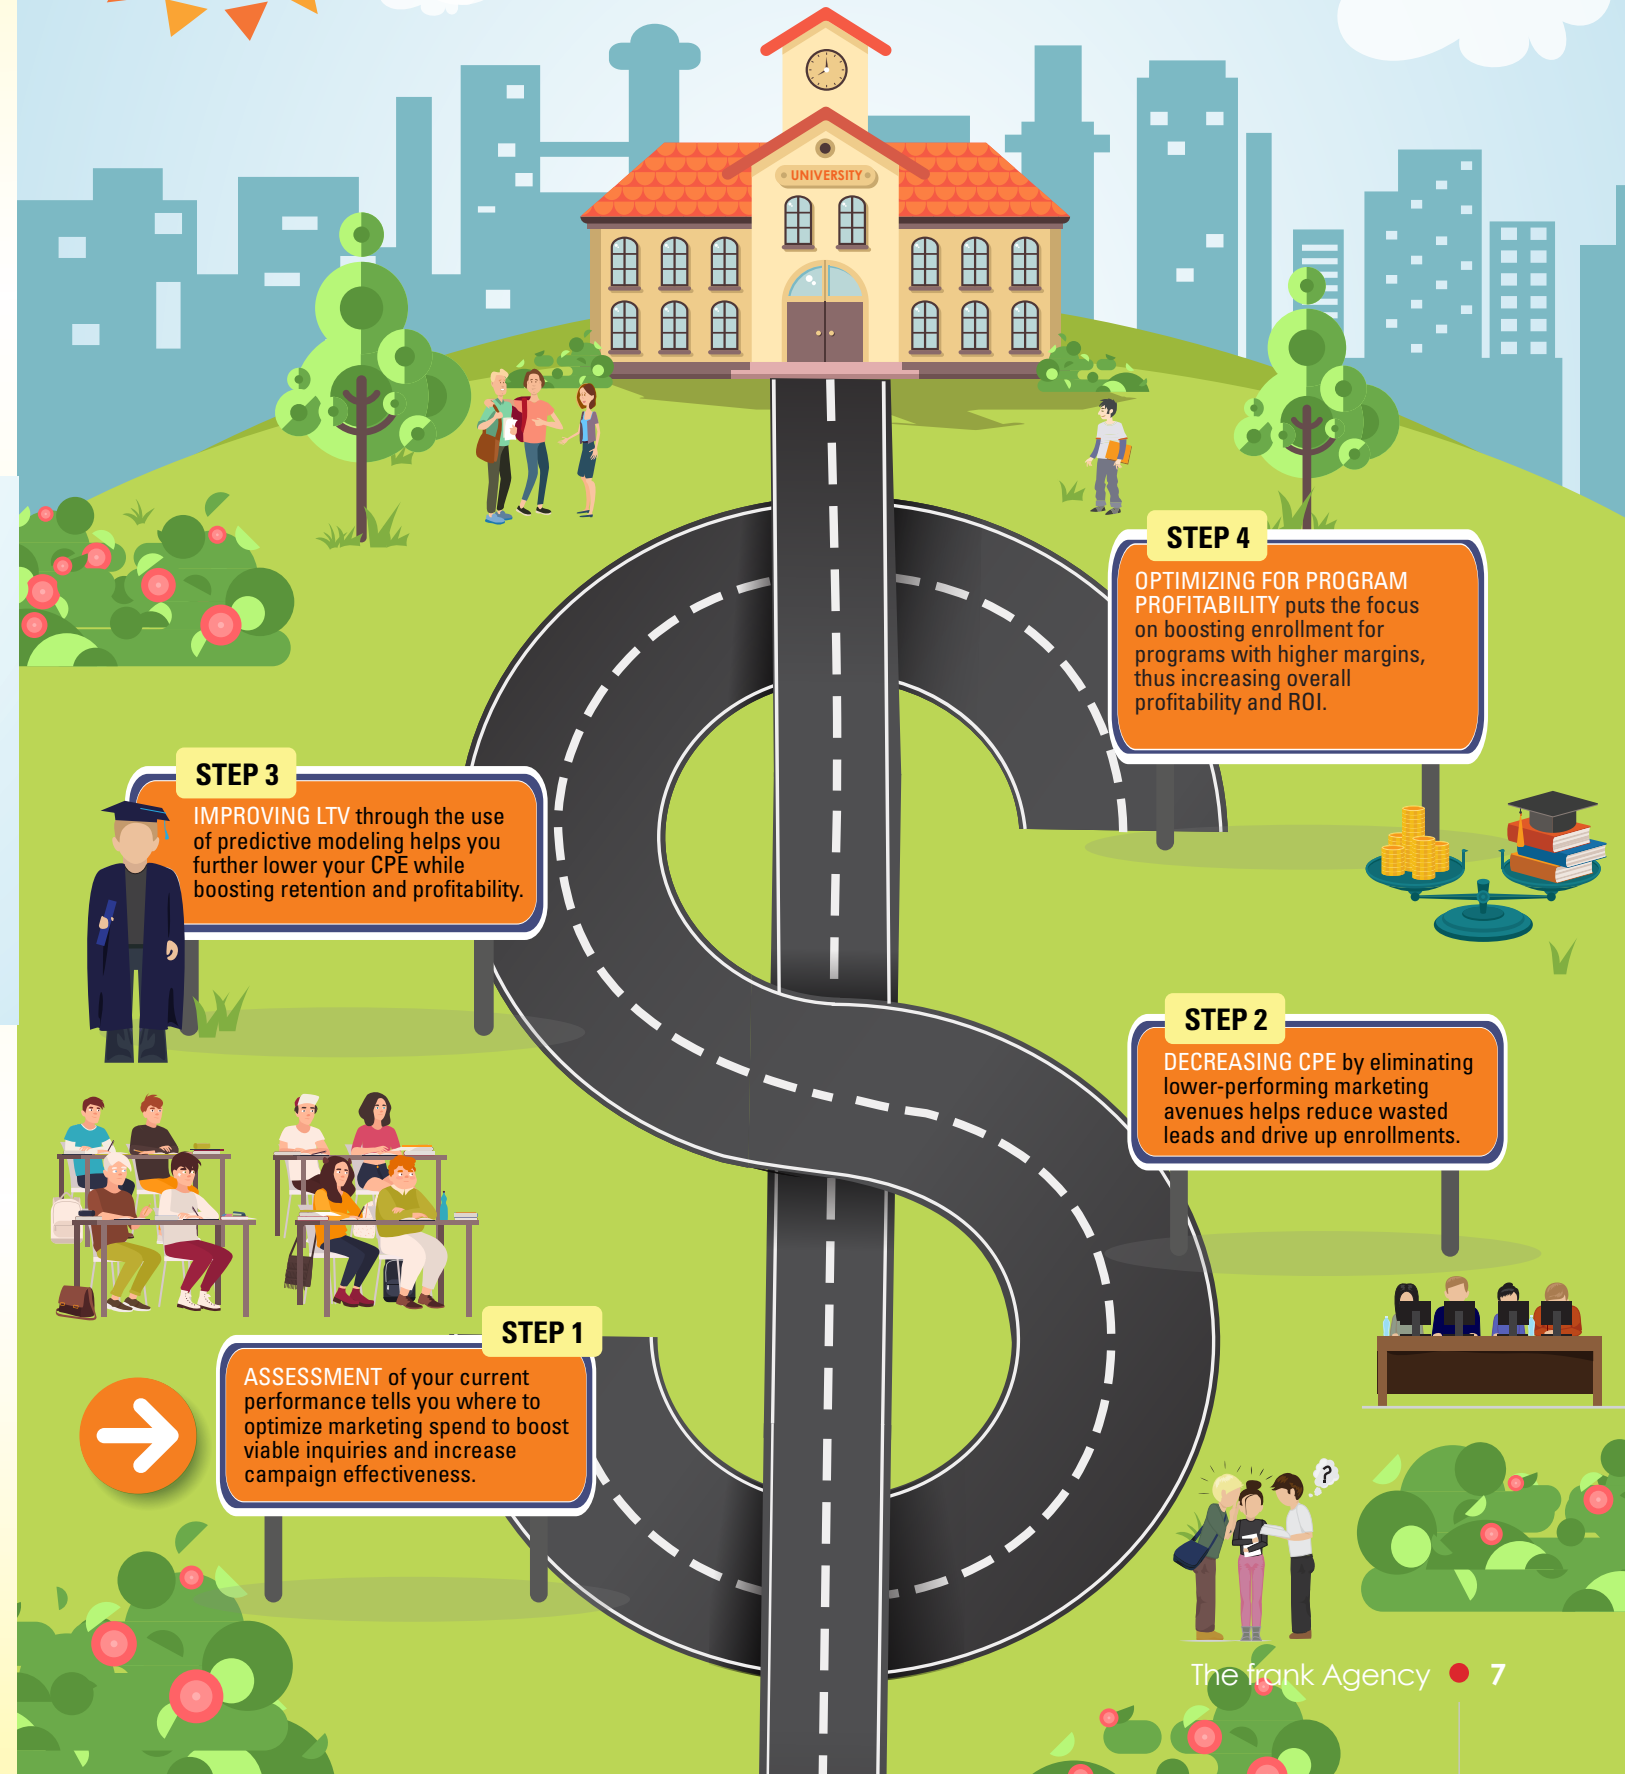 UNIVERSITY
STEP 4
OPTIMIZING FOR PROGRAM
PROFITABILITY puts the focus
on boosting enrollment for
programs with higher margins,
thus increasing overall
profitability and ROI.
STEP 3
IMPROVING LTV through the use
of predictive modeling helps you
further lower your CPE while
boosting retention and profitability.
STEP 2
DECREASING CPE by eliminating
lower-performing marketing
avenues helps reduce wasted
leads and drive up enrollments.
STEP 1
ASSESSMENT of your current
performance tells you where to
optimize marketing spend to boost
viable inquiries and increase
campaign effectiveness.
?
The frank Agency 7